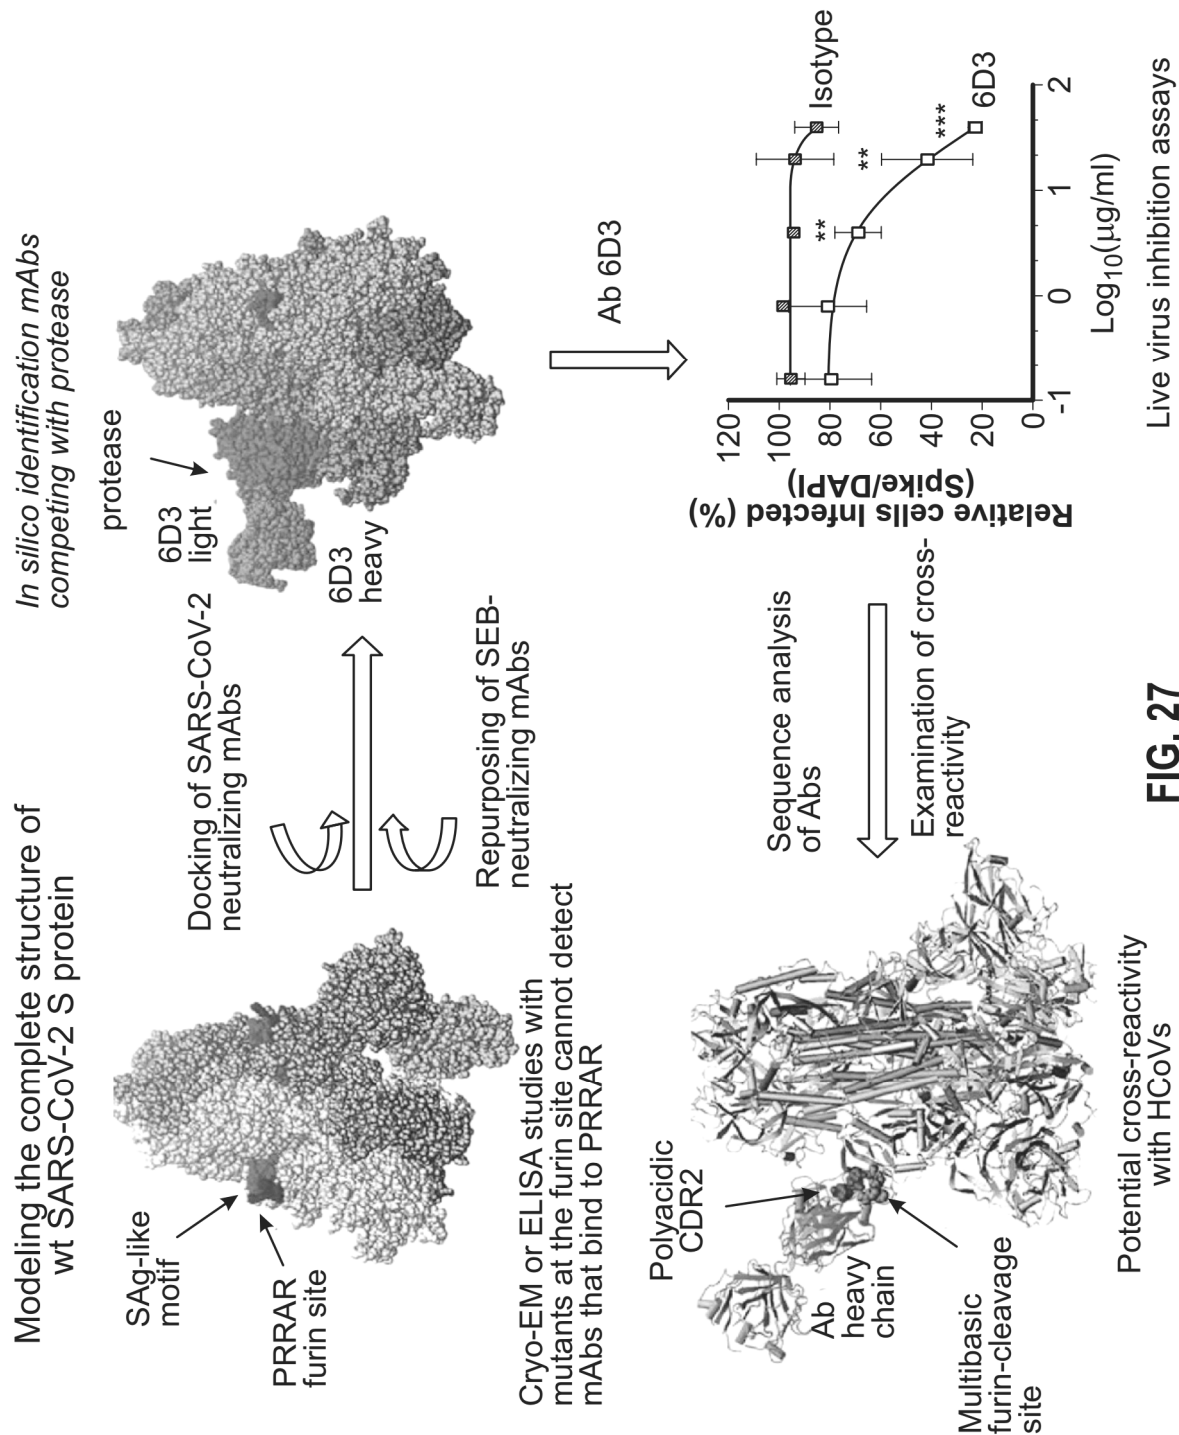 Modeling the complete structure of
wt SARS-CoV-2 S protein
SAg-like
motif
PRRAR
furin site
Cryo-EM or ELISA studies with
mutants at the furin site cannot detect
mAbs that bind to PRRAR
Docking of SARS-CoV-2
neutralizing mAbs
Repurposing of SEB-
neutralizing mAbs
In silico identification mAbs
competing with protease
protease
6D3
light
6D3
heavy
Ab 6D3
Relative cells Infected (%)
(Spike/DAPI)
120
100
80
60
40
20
0
-1
0
1
2
Log10(μg/ml)
**
**
***
Isotype
6D3
Live virus inhibition assays
Sequence analysis
of Abs
Examination of cross-
reactivity
Polyacidic
CDR2
Ab
heavy
chain
Multibasic
furin-cleavage
site
Potential cross-reactivity
with HCoVs
FIG. 27